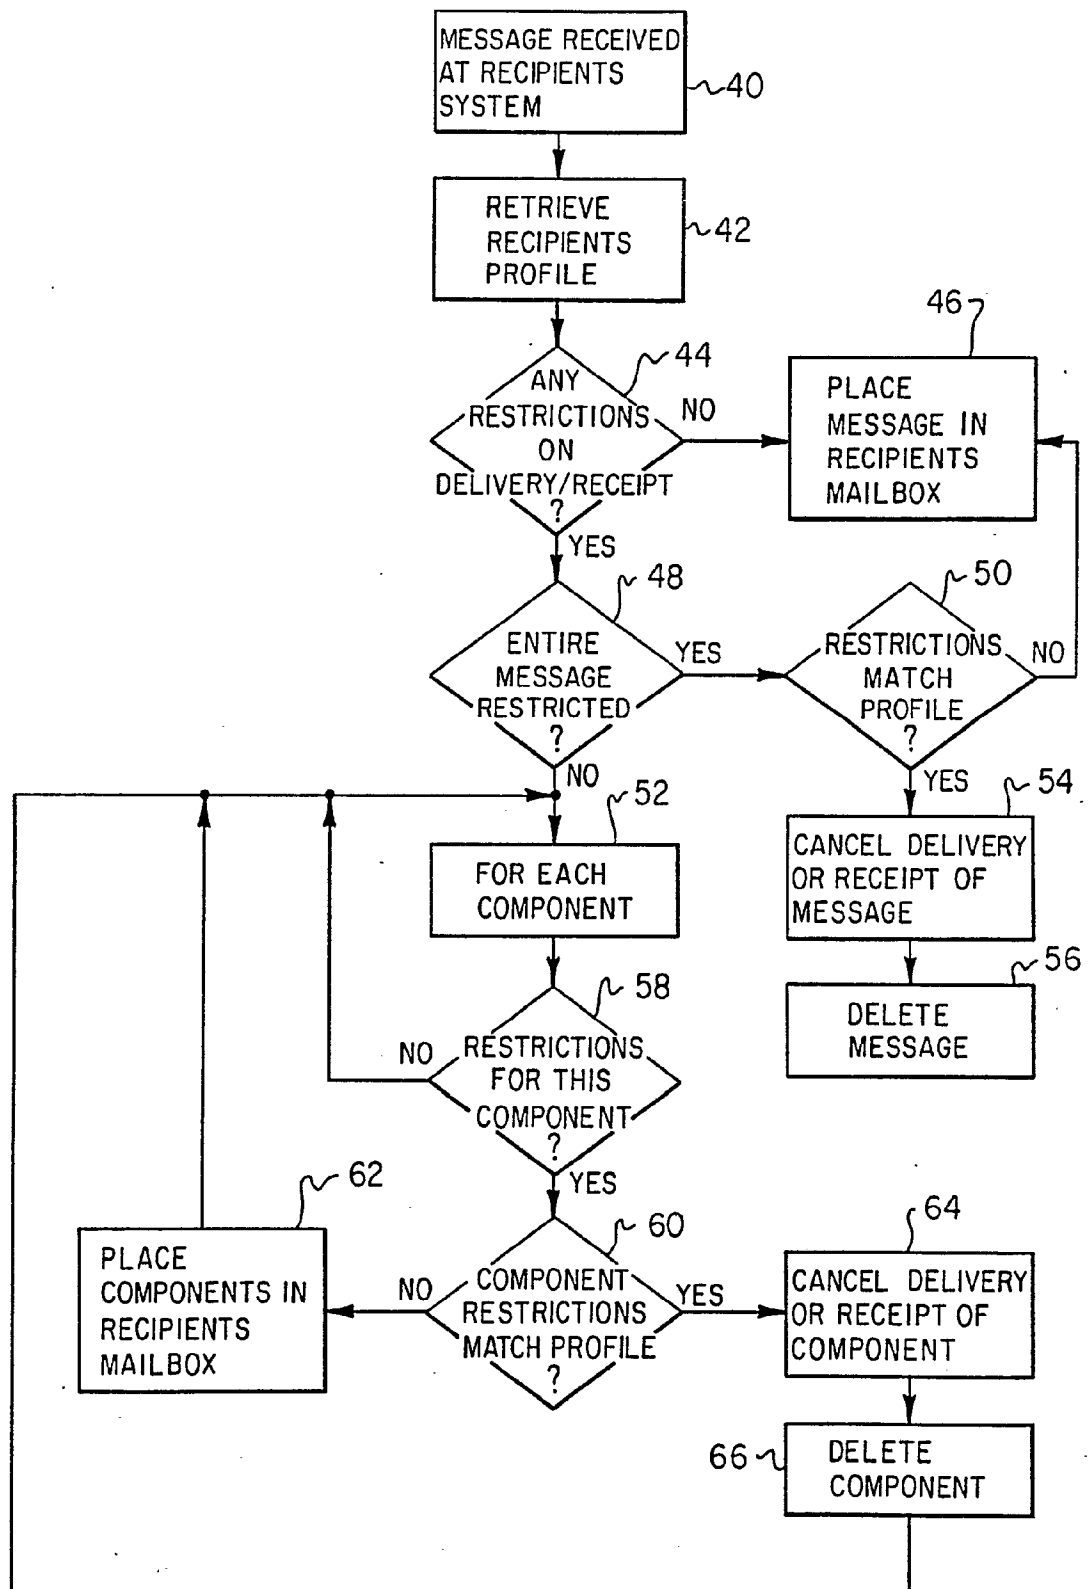 MESSAGE RECEIVED
AT RECIPIENTS
SYSTEM
40
RETRIEVE
RECIPIENTS
PROFILE
42
ANY
RESTRICTIONS
ON
DELIVERY/RECEIPT
?
44
NO
46
PLACE
MESSAGE IN
RECIPIENTS
MAILBOX
YES
ENTIRE
MESSAGE
RESTRICTED
?
48
YES
RESTRICTIONS
MATCH
PROFILE
?
50
NO
NO
YES
52
FOR EACH
COMPONENT
54
CANCEL DELIVERY
OR RECEIPT OF
MESSAGE
56
DELETE
MESSAGE
58
NO
RESTRICTIONS
FOR THIS
COMPONENT
?
YES
60
COMPONENT
RESTRICTIONS
MATCH PROFILE
?
NO
YES
62
PLACE
COMPONENTS IN
RECIPIENTS
MAILBOX
64
CANCEL DELIVERY
OR RECEIPT OF
COMPONENT
66
DELETE
COMPONENT